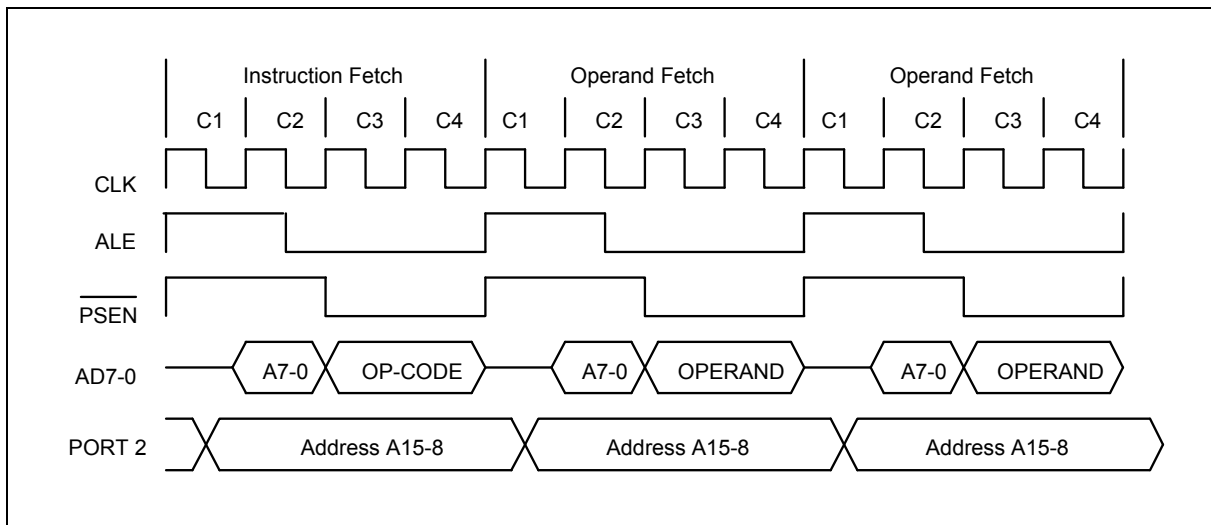 Instruction Fetch Operand Fetch Operand Fetch
C1 C2 C3 C4 C1 C2 C3 C4 C1 C2 C3 C4
CLK
ALE
PSEN
AD7-0 A7-0 OP-CODE A7-0 OPERAND A7-0 OPERAND
PORT 2 Address A15-8 Address A15-8 Address A15-8